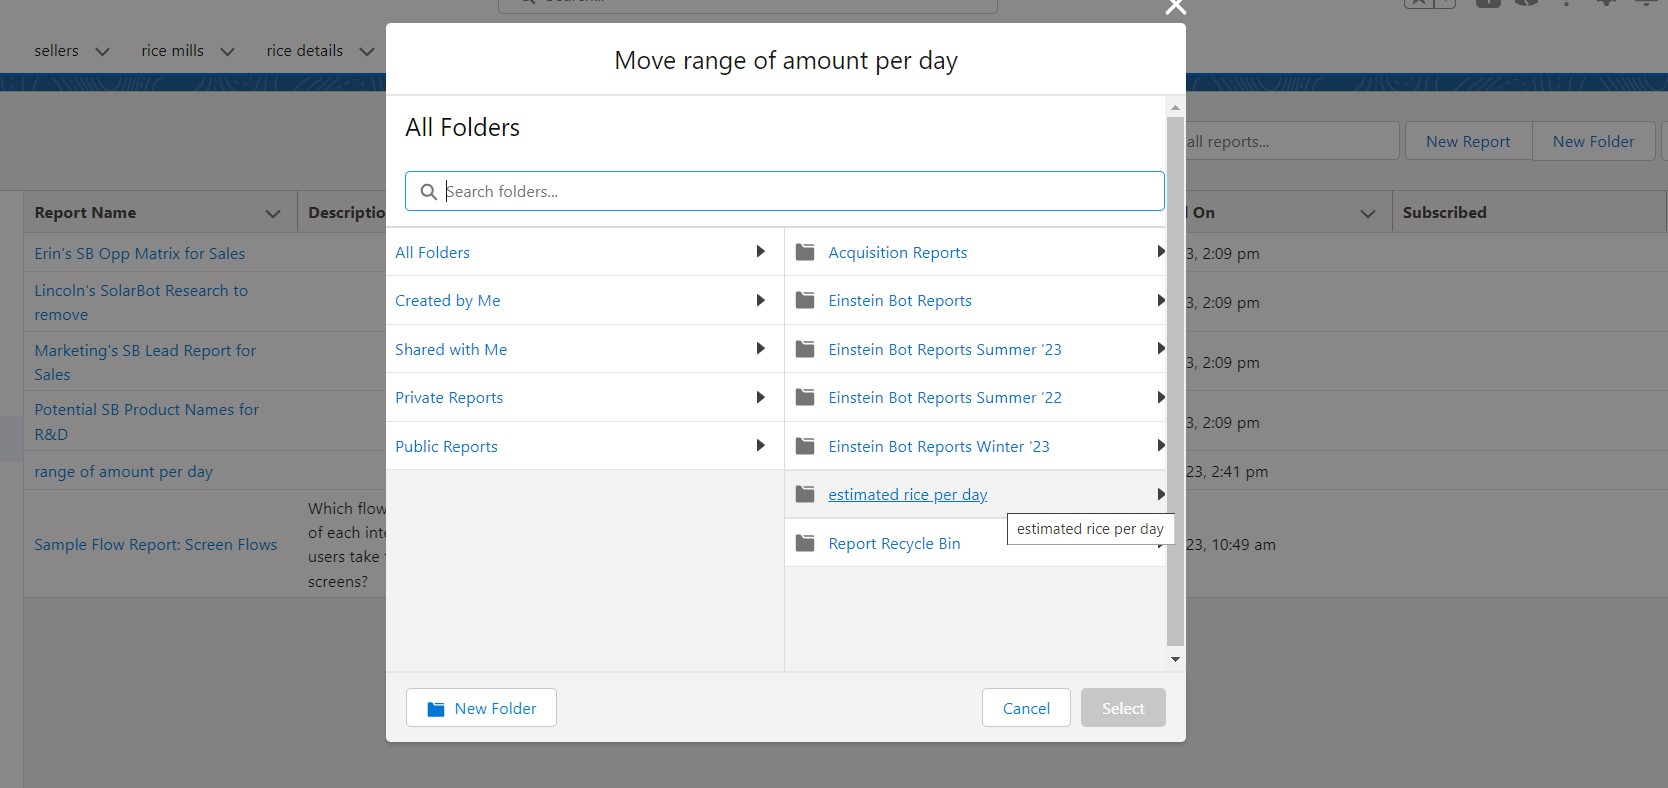 Search...
sellers
rice mills
rice details
Move range of amount per day
All Folders
all reports...
New Report
New Folder
Search folders...
Report Name
Descriptio
On
Subscribed
All Folders
Created by Me
Shared with Me
Private Reports
Public Reports
Acquisition Reports
Einstein Bot Reports
Einstein Bot Reports Summer '23
Einstein Bot Reports Summer ‘22
Einstein Bot Reports Winter '23
estimated rice per day
estimated rice per day
Report Recycle Bin
Erin's SB Opp Matrix for Sales
3, 2:09 pm
Lincoln's SolarBot Research to
remove
3, 2:09 pm
Marketing's SB Lead Report for
Sales
3, 2:09 pm
Potential SB Product Names for
R&D
3, 2:09 pm
range of amount per day
23, 2:41 pm
Sample Flow Report: Screen Flows
Which flow
of each inte
users take
screens?
23, 10:49 am
New Folder
Cancel
Select